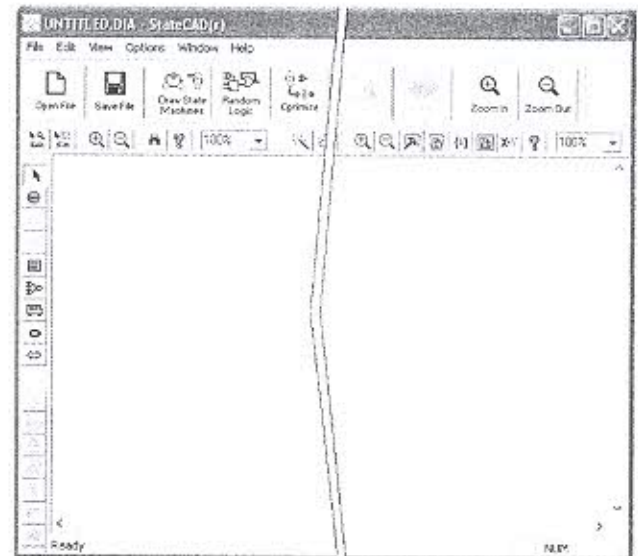 UNTITLED.DIA - StateCAD(r)
File Edit View Options Window Help
Open File Save File Draw State Machines Random Logic Optimize Zoom In Zoom Out
100% 100%
Ready NUM